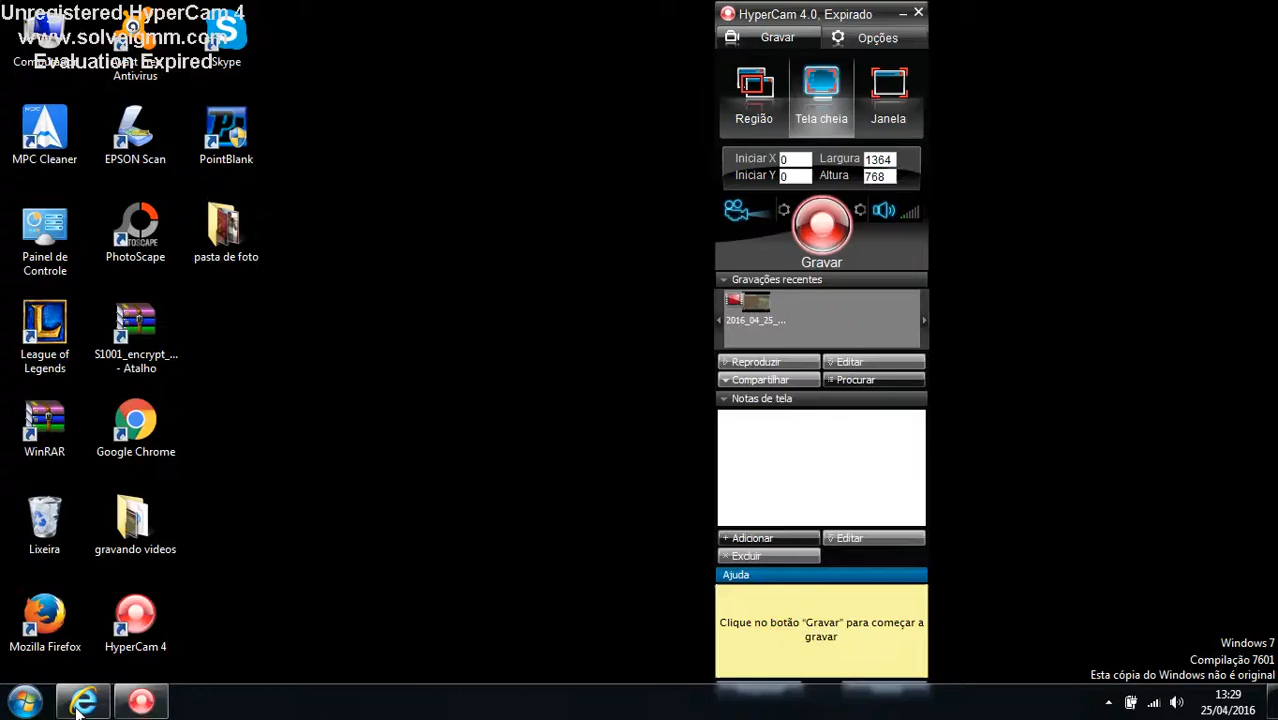 Unregistered HyperCam 4
www.solveigmm.com
Evaluation Expired
Antivirus
Skype
MPC Cleaner
EPSON Scan
PointBlank
Painel de
Controle
PhotoScape
pasta de foto
League of
Legends
S1001_encrypt_...
- Atalho
WinRAR
Google Chrome
Lixeira
gravando videos
Mozilla Firefox
HyperCam 4
HyperCam 4.0, Expirado
Gravar
Opções
Região
Tela cheia
Janela
Iniciar X 0 Largura 1364
Iniciar Y 0 Altura 768
Gravar
Gravações recentes
2016_04_25_...
Reproduzir
Editar
Compartilhar
Procurar
Notas de tela
+ Adicionar
Editar
Excluir
Ajuda
Clique no botão “Gravar” para começar a
gravar
Windows 7
Compilação 7601
Esta cópia do Windows não é original
13:29
25/04/2016